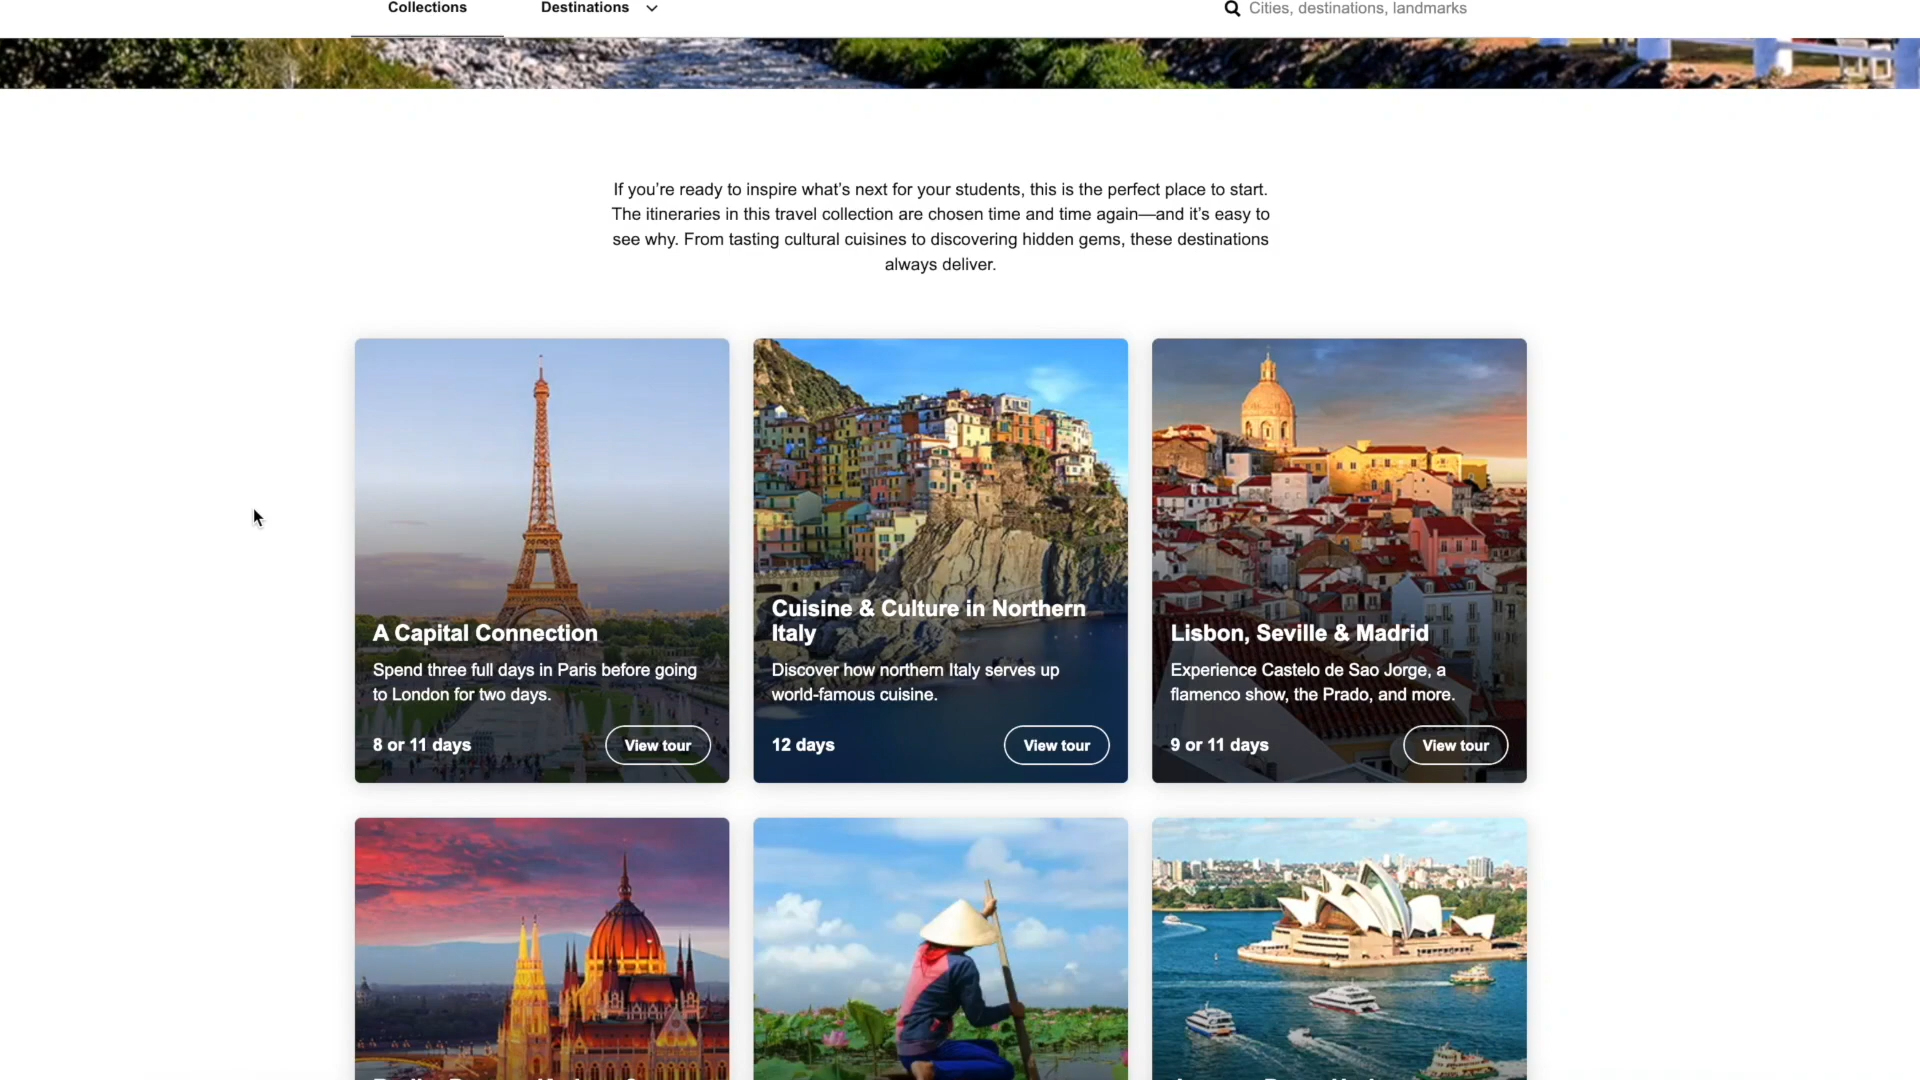 Collections
Destinations
Cities, destinations, landmarks
If you're ready to inspire what's next for your students, this is the perfect place to start.
The itineraries in this travel collection are chosen time and time again—and it's easy to
see why. From tasting cultural cuisines to discovering hidden gems, these destinations
always deliver.
A Capital Connection
Spend three full days in Paris before going
to London for two days.
8 or 11 days
View tour
Cuisine & Culture in Northern
Italy
Discover how northern Italy serves up
world-famous cuisine.
12 days
View tour
Lisbon, Seville & Madrid
Experience Castelo de Sao Jorge, a
flamenco show, the Prado, and more.
9 or 11 days
View tour